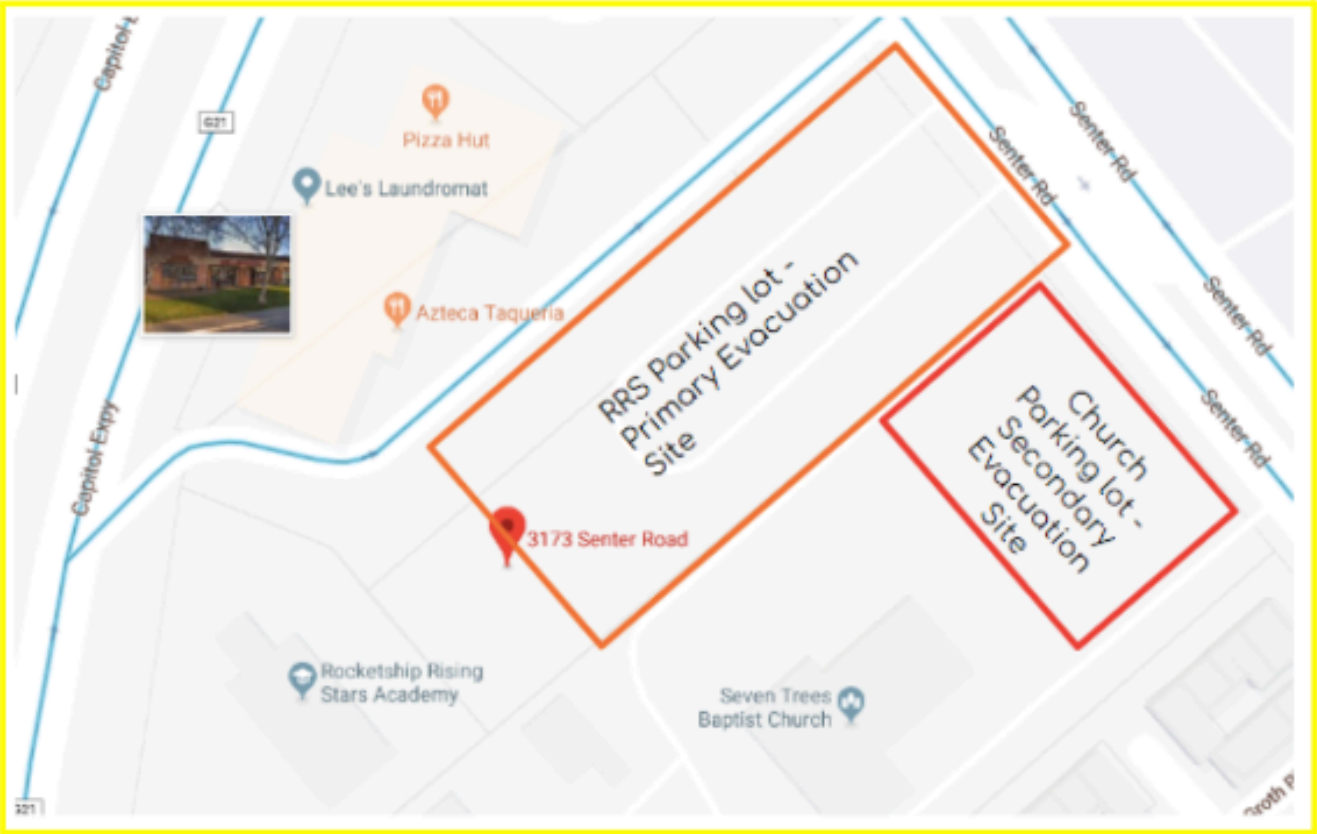 Capitol E
G21
Pizza Hut
Lee's Laundromat
Azteca Taqueria
Capitol Expy
Senter Rd
Senter Rd
Senter Rd
Senter Rd
RRS Parking lot -
Primary Evacuation
Site
Church
Parking lot -
Secondary
Evacuation
Site
3173 Senter Road
Rocketship Rising
Stars Academy
Seven Trees
Baptist Church
Groth